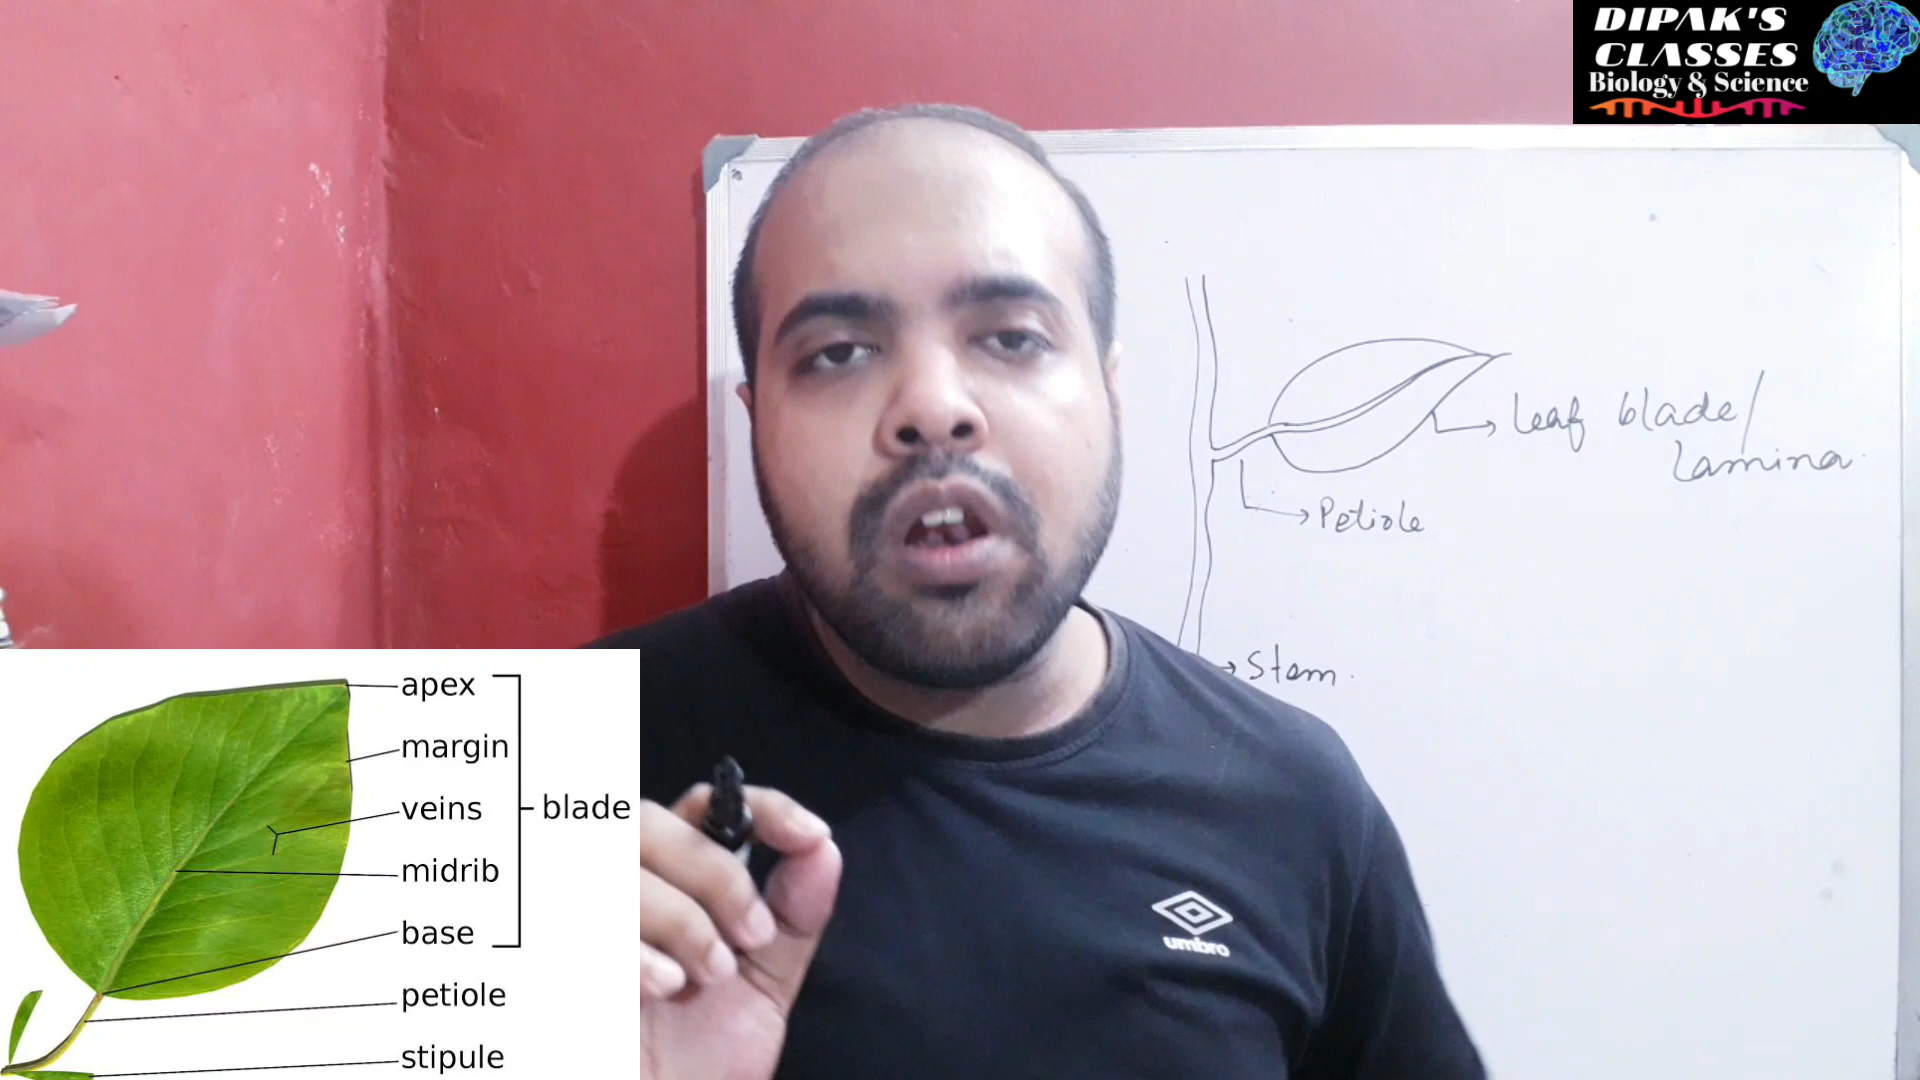 DIPAK'S
CLASSES
Biology & Science
leaf blade/
Lamina.
Petiole
Stem.
umbro
apex
margin
veins
blade
midrib
base
petiole
stipule